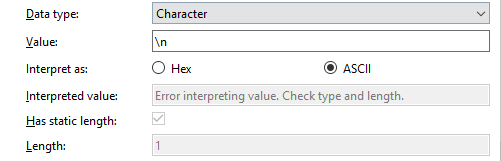 Data type: Character
Value: \n
Interpret as: Hex ASCII
Interpreted value: Error interpreting value. Check type and length.
Has static length:
Length: 1